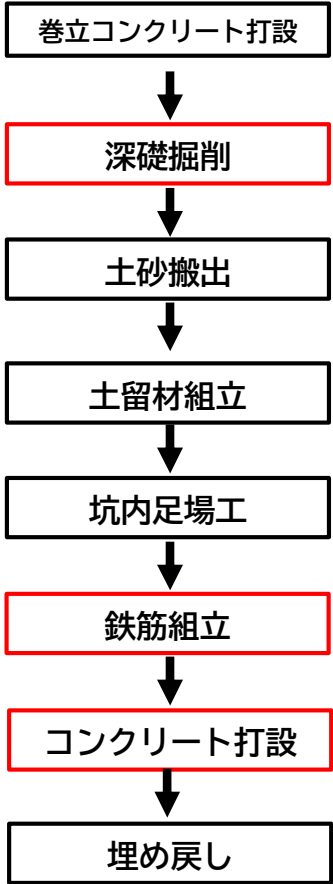 巻立コンクリート打設
深礎掘削
土砂搬出
土留材組立
坑内足場工
鉄筋組立
コンクリート打設
埋め戻し